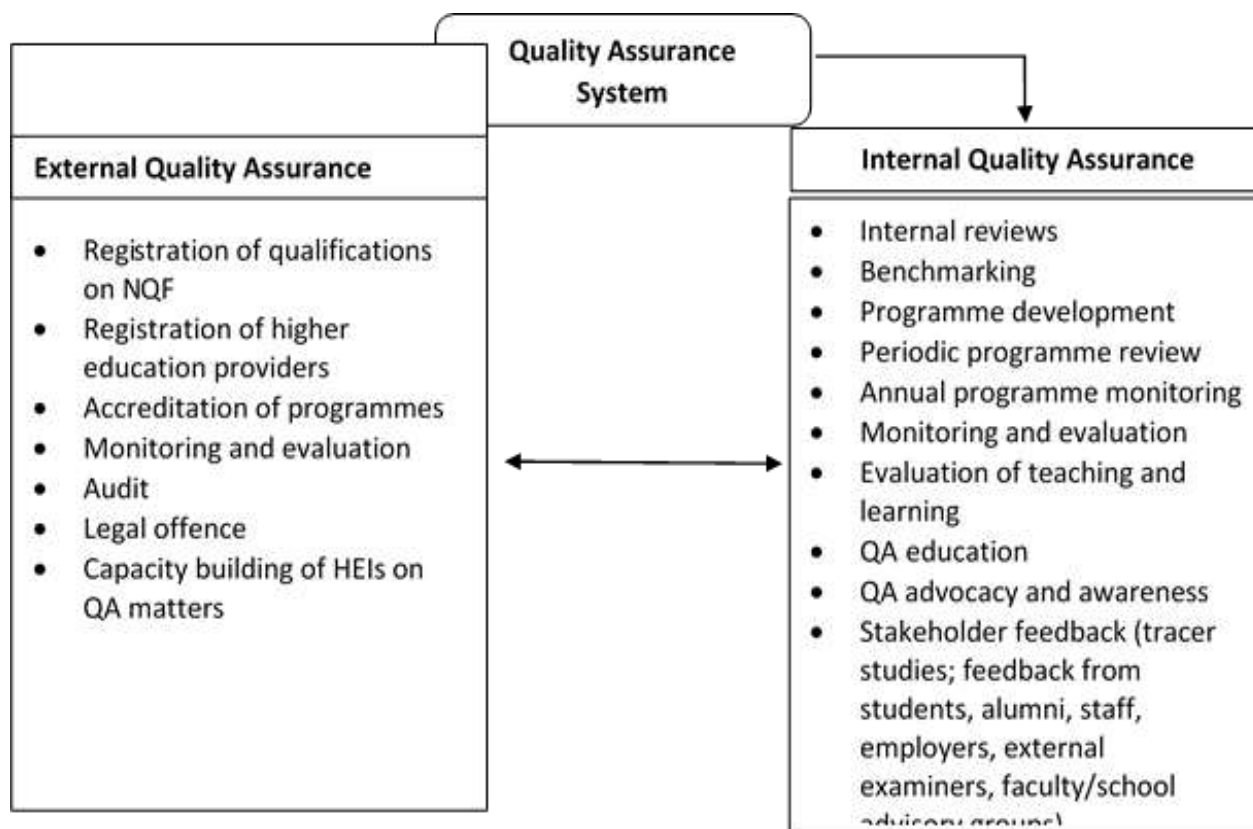 Quality Assurance
System
External Quality Assurance
• Registration of qualifications
on NQF
• Registration of higher
education providers
• Accreditation of programmes
• Monitoring and evaluation
• Audit
• Legal offence
• Capacity building of HEIs on
QA matters
Internal Quality Assurance
• Internal reviews
• Benchmarking
• Programme development
• Periodic programme review
• Annual programme monitoring
• Monitoring and evaluation
• Evaluation of teaching and
learning
• QA education
• QA advocacy and awareness
• Stakeholder feedback (tracer
studies; feedback from
students, alumni, staff,
employers, external
examiners, faculty/school
advisory groups)